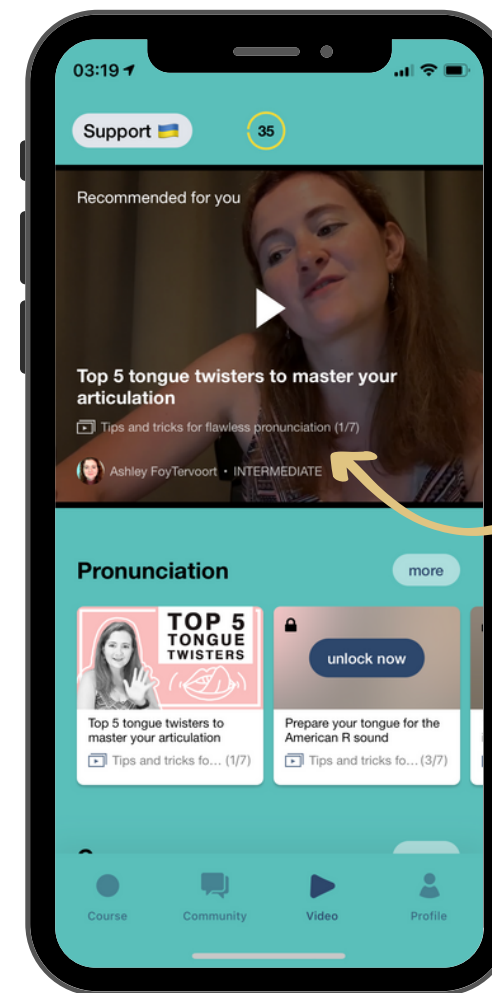 03:19
Support 🇺🇦
35
Recommended for you
Top 5 tongue twisters to master your
articulation
Tips and tricks for flawless pronunciation (1/7)
Ashley FoyTervoort • INTERMEDIATE
Pronunciation
more
TOP 5
TONGUE
TWISTERS
unlock now
Top 5 tongue twisters to
master your articulation
Tips and tricks fo... (1/7)
Prepare your tongue for the
American R sound
Tips and tricks fo... (3/7)
Course
Community
Video
Profile